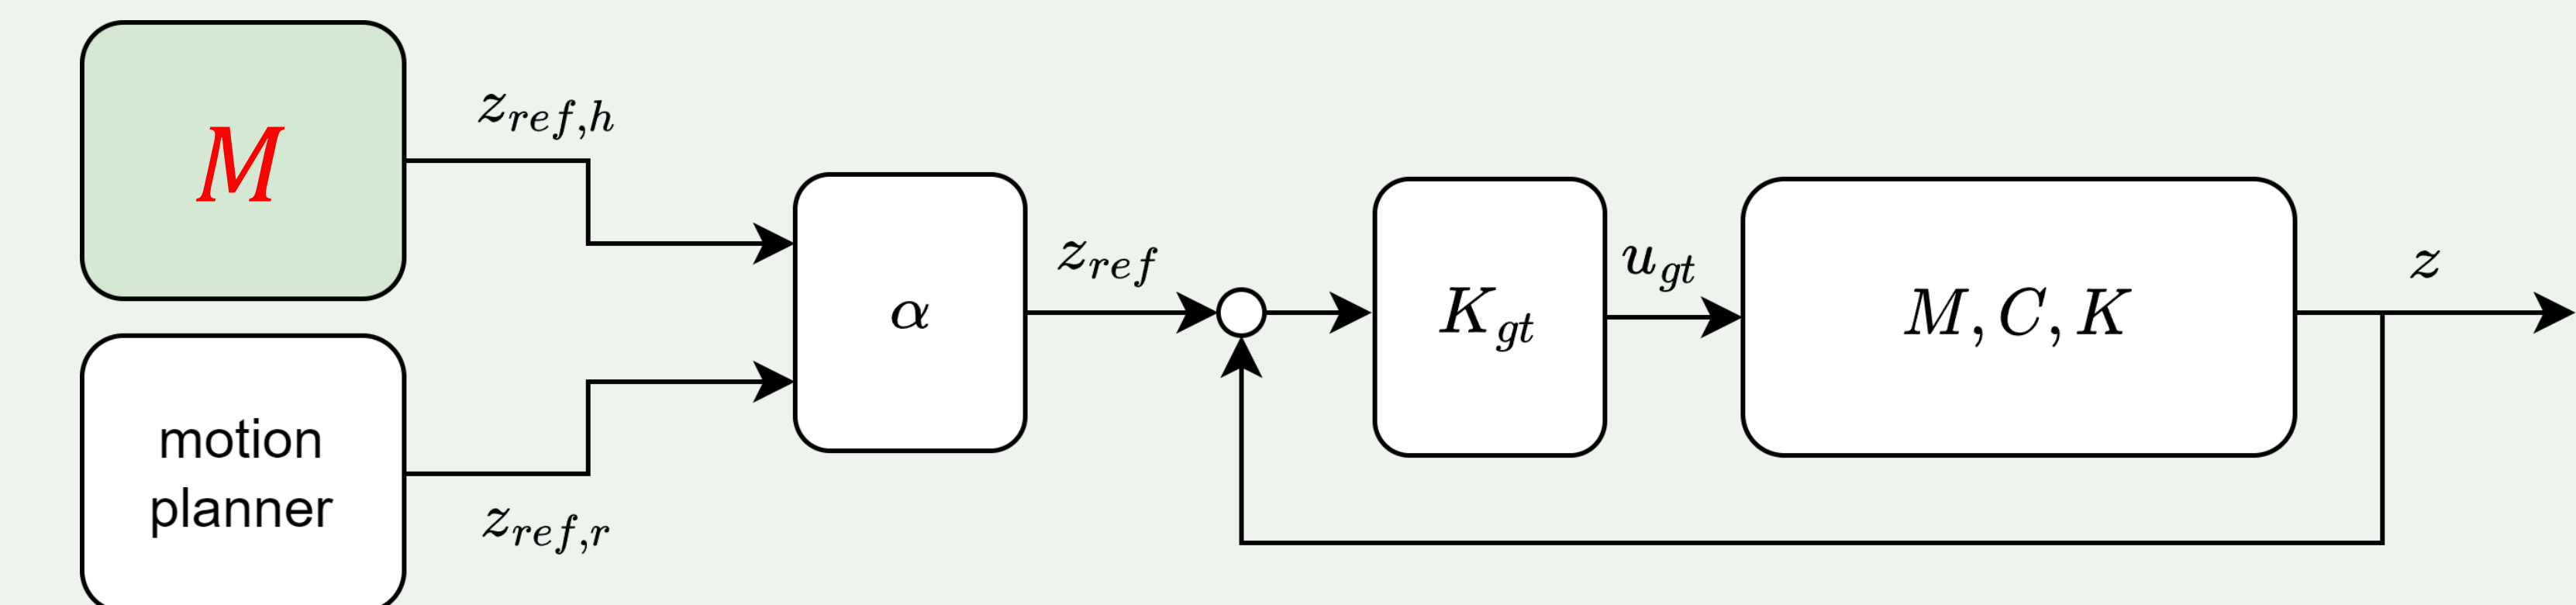 M
z_{ref,h}
motion
planner
z_{ref,r}
α
z_{ref}
K_{gt}
u_{gt}
M, C, K
z